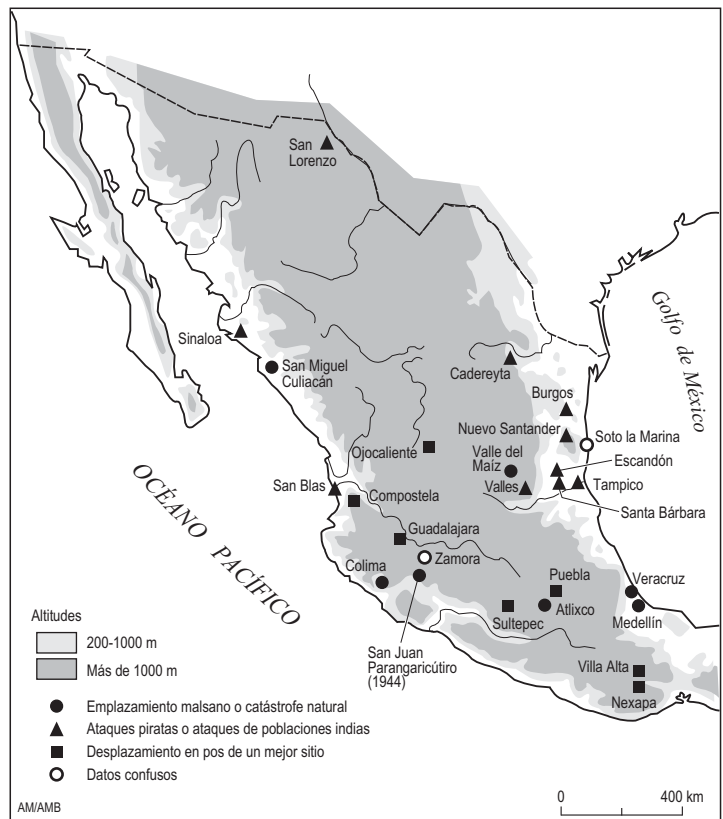 San
Lorenzo
Sinaloa
San Miguel
Culiacán
Cadereyta
Burgos
Nuevo Santander
Soto la Marina
Golfo de México
Ojocaliente
Valle del
Maíz
Escandón
Valles
Tampico
Santa Bárbara
San Blas
Compostela
OCÉANO PACÍFICO
Guadalajara
Zamora
Colima
Puebla
Veracruz
Sultepec
Atlixco
Medellín
San Juan
Parangaricútiro
(1944)
Villa Alta
Nexapa
Altitudes
200-1000 m
Más de 1000 m
Emplazamiento malsano o catástrofe natural
Ataques piratas o ataques de poblaciones indias
Desplazamiento en pos de un mejor sitio
Datos confusos
AM/AMB
0 400 km